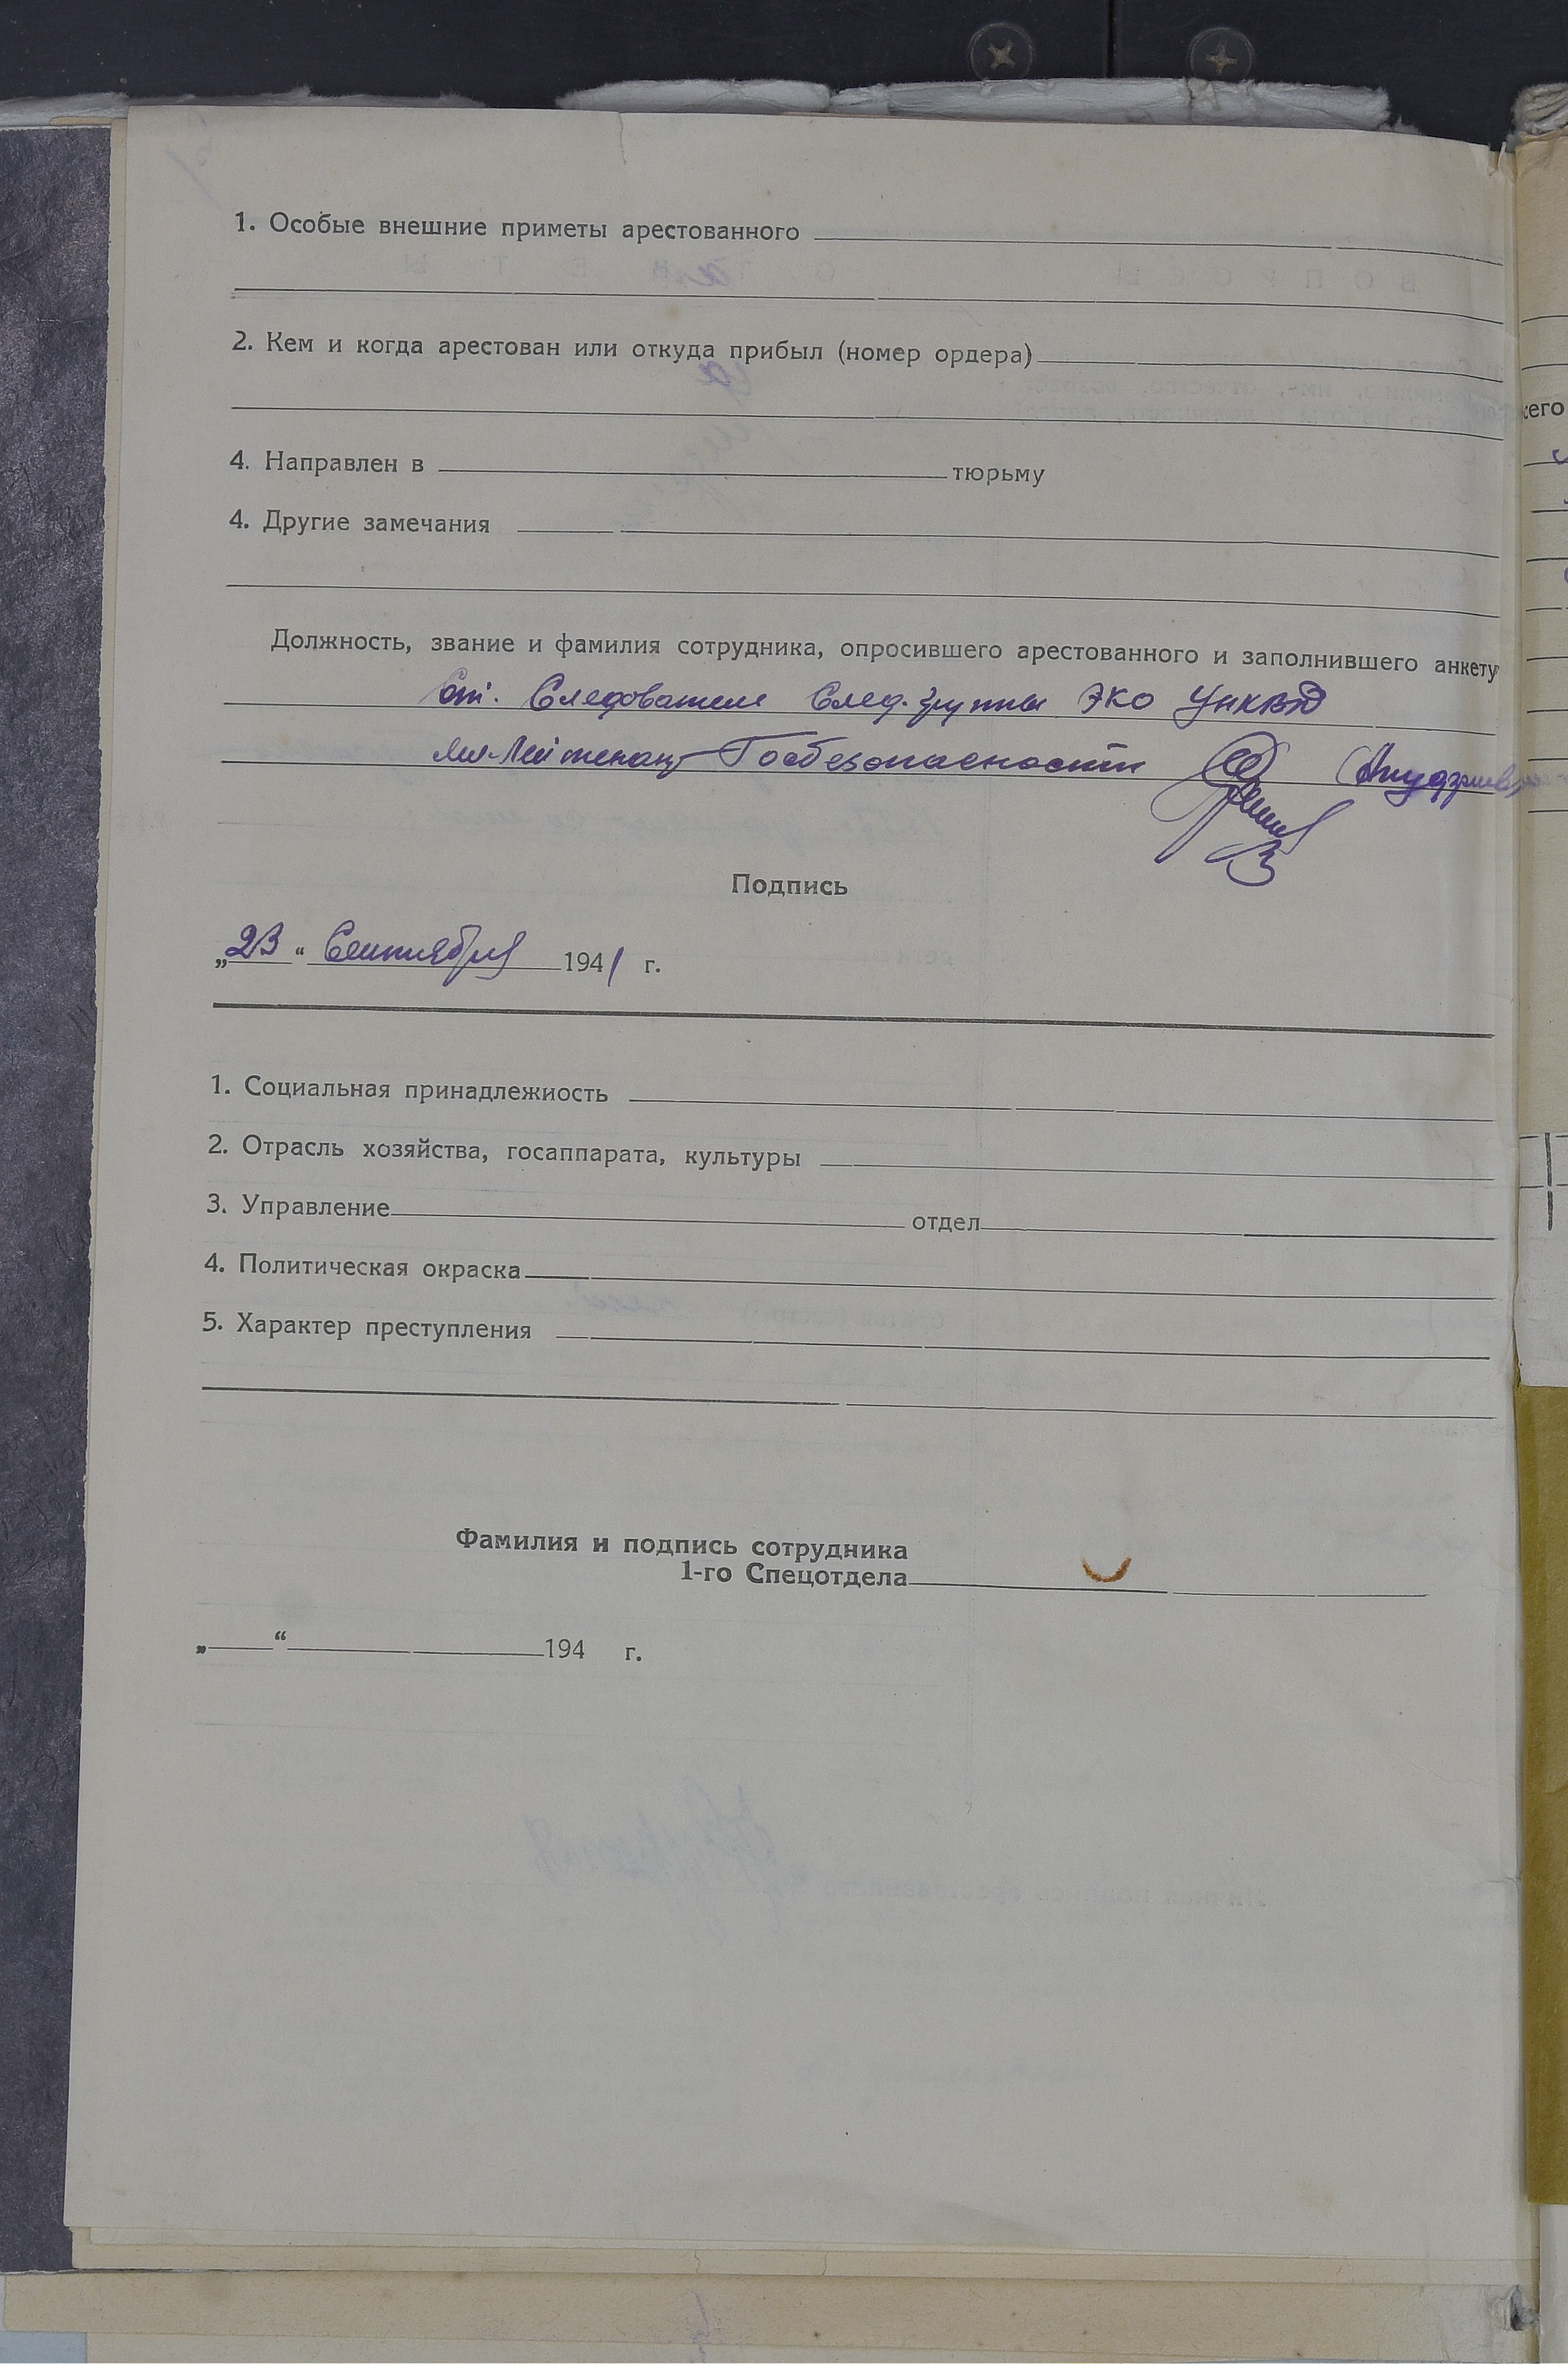 1. Особые внешние приметы арестованного
2. Кем и когда арестован или откуда прибыл (номер ордера)
4. Направлен в тюрьму
4. Другие замечания
Должность, звание и фамилия сотрудника, опросившего арестованного и заполнившего анкету
Ст. Следователь След. группы ЭКО УНКВД
Мл. Лейтенант Госбезопасности
Подпись
„23“ Сентября 1941 г.
1. Социальная принадлежиость
2. Отрасль хозяйства, госаппарата, культуры
3. Управление отдел
4. Политическая окраска
5. Характер преступления
Фамилия и подпись сотрудника
1-го Спецотдела
„ “ 194 г.